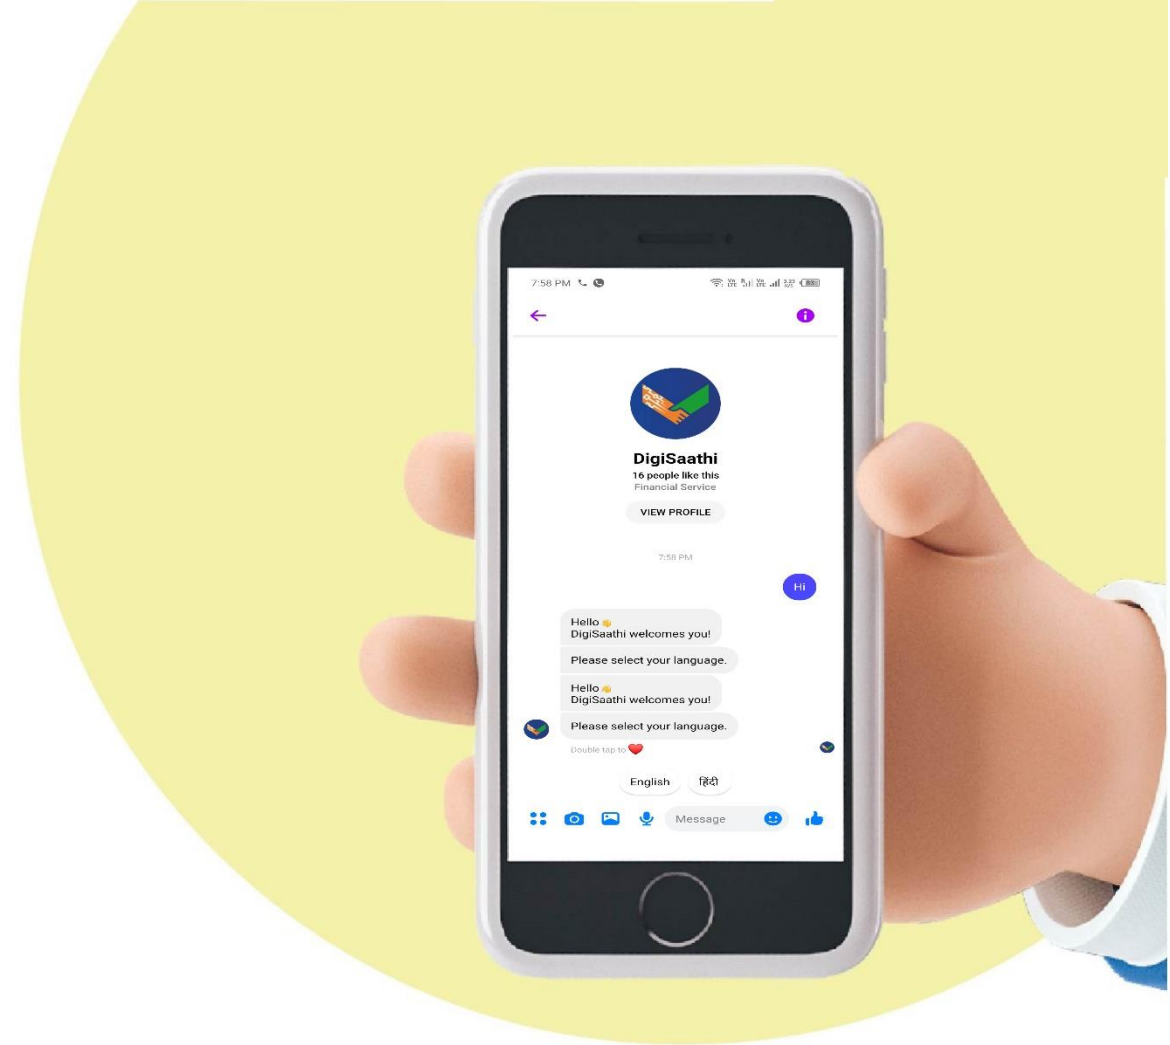 7:58 PM
DigiSaathi
16 people like this
Financial Service
VIEW PROFILE
7:58 PM
Hi
Hello
DigiSaathi welcomes you!
Please select your language.
Hello
DigiSaathi welcomes you!
Please select your language.
Double tap to
English हिंदी
Message